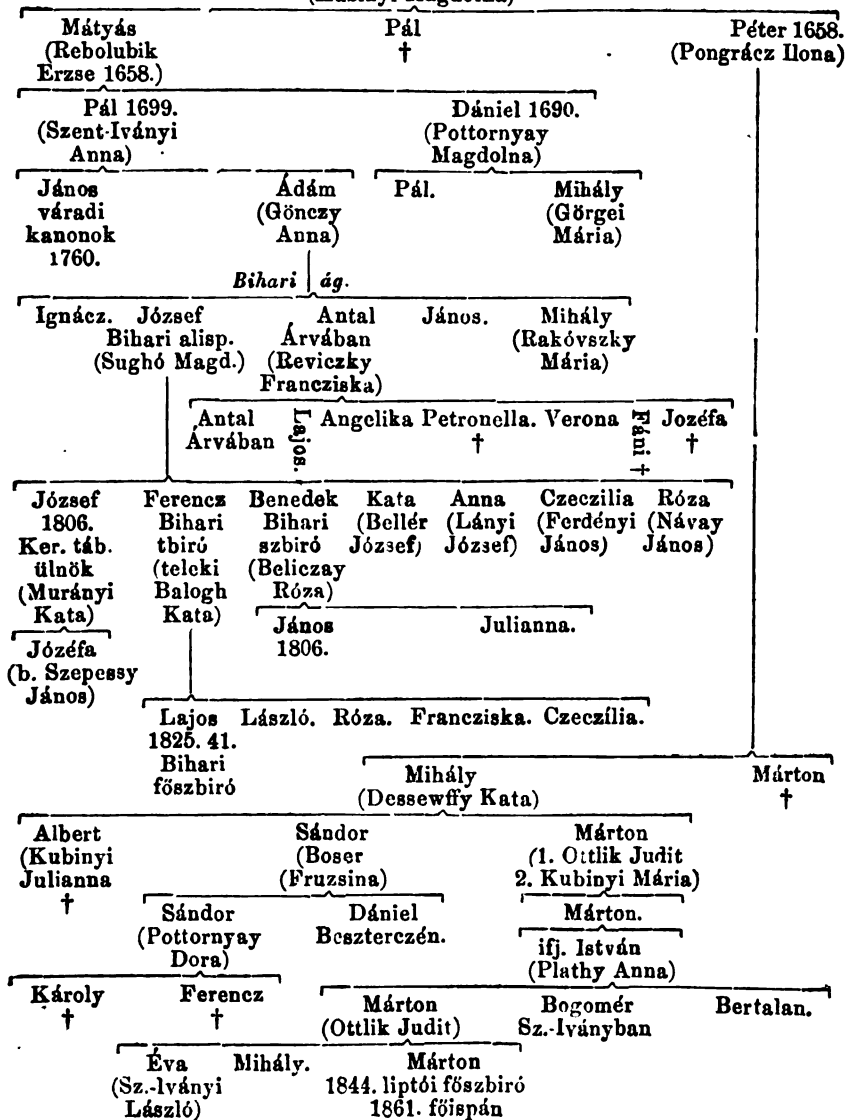 Mátyás Pál Péter 1658.
(Rebolubik † (Pongrácz Ilona)
Erzse 1658.)
Pál 1699. Dániel 1690.
(Szent-Iványi (Pottornyay
Anna) Magdolna)
János Ádám Pál. Mihály
váradi (Gönczy (Görgei
kanonok Anna) Mária)
1760.
Bihari ág.
Ignácz. József Antal János. Mihály
Bihari alisp. Árvában (Rakóvszky
(Sughó Magd.) (Reviczky Mária)
Francziska)
Antal Lajos. Angelika Petronella. Verona Fáni † Jozéfa
Árvában † †
József Ferencz Benedek Kata Anna Czeczilia Róza
1806. Bihari Bihari (Bellér (Lányi (Ferdényi (Návay
Ker. táb. tbiró szbiró József) József) János) János)
ülnök (teleki (Beliczay
(Murányi Balogh Róza)
Kata) Kata) János Julianna.
Józéfa 1806.
(b. Szepessy
János)
Lajos László. Róza. Francziska. Czeczília.
1825. 41.
Bihari
főszbiró
Mihály Márton
(Dessewffy Kata) †
Albert Sándor Márton
(Kubinyi (Boser (1. Ottlik Judit
Julianna Fruzsina) 2. Kubinyi Mária)
†
Sándor Dániel Márton.
(Pottornyay Beszterczén. ifj. István
Dora) (Plathy Anna)
Károly Ferencz Márton Bogomér Bertalan.
† † (Ottlik Judit) Sz.-Iványban
Éva Mihály. Márton
(Sz.-Iványi 1844. liptói főszbiró
László) 1861. főispán